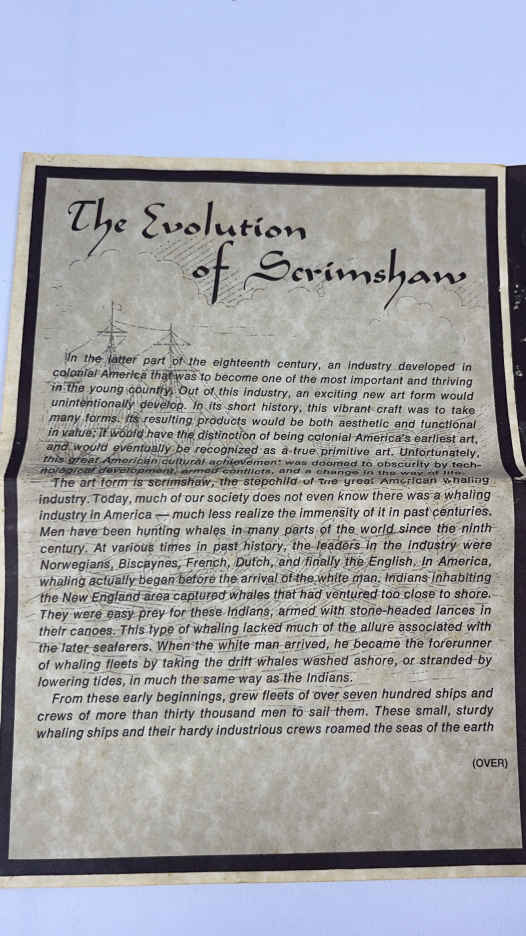 The Evolution
of Scrimshaw
In the latter part of the eighteenth century, an industry developed in
colonial America that was to become one of the most important and thriving
in the young country. Out of this industry, an exciting new art form would
unintentionally develop. In its short history, this vibrant craft was to take
many forms. Its resulting products would be both aesthetic and functional
in value; it would have the distinction of being colonial America's earliest art,
and would eventually be recognized as a true primitive art. Unfortunately,
this great American cultural achievement was doomed to obscurity by tech-
nological development, armed conflicts, and a change in the way of life.
The art form is scrimshaw, the stepchild of the great American whaling
industry. Today, much of our society does not even know there was a whaling
industry in America — much less realize the immensity of it in past centuries.
Men have been hunting whales in many parts of the world since the ninth
century. At various times in past history, the leaders in the industry were
Norwegians, Biscaynes, French, Dutch, and finally the English. In America,
whaling actually began before the arrival of the white man. Indians inhabiting
the New England area captured whales that had ventured too close to shore.
They were easy prey for these Indians, armed with stone-headed lances in
their canoes. This type of whaling lacked much of the allure associated with
the later seafarers. When the white man arrived, he became the forerunner
of whaling fleets by taking the drift whales washed ashore, or stranded by
lowering tides, in much the same way as the Indians.
From these early beginnings, grew fleets of over seven hundred ships and
crews of more than thirty thousand men to sail them. These small, sturdy
whaling ships and their hardy industrious crews roamed the seas of the earth
(OVER)